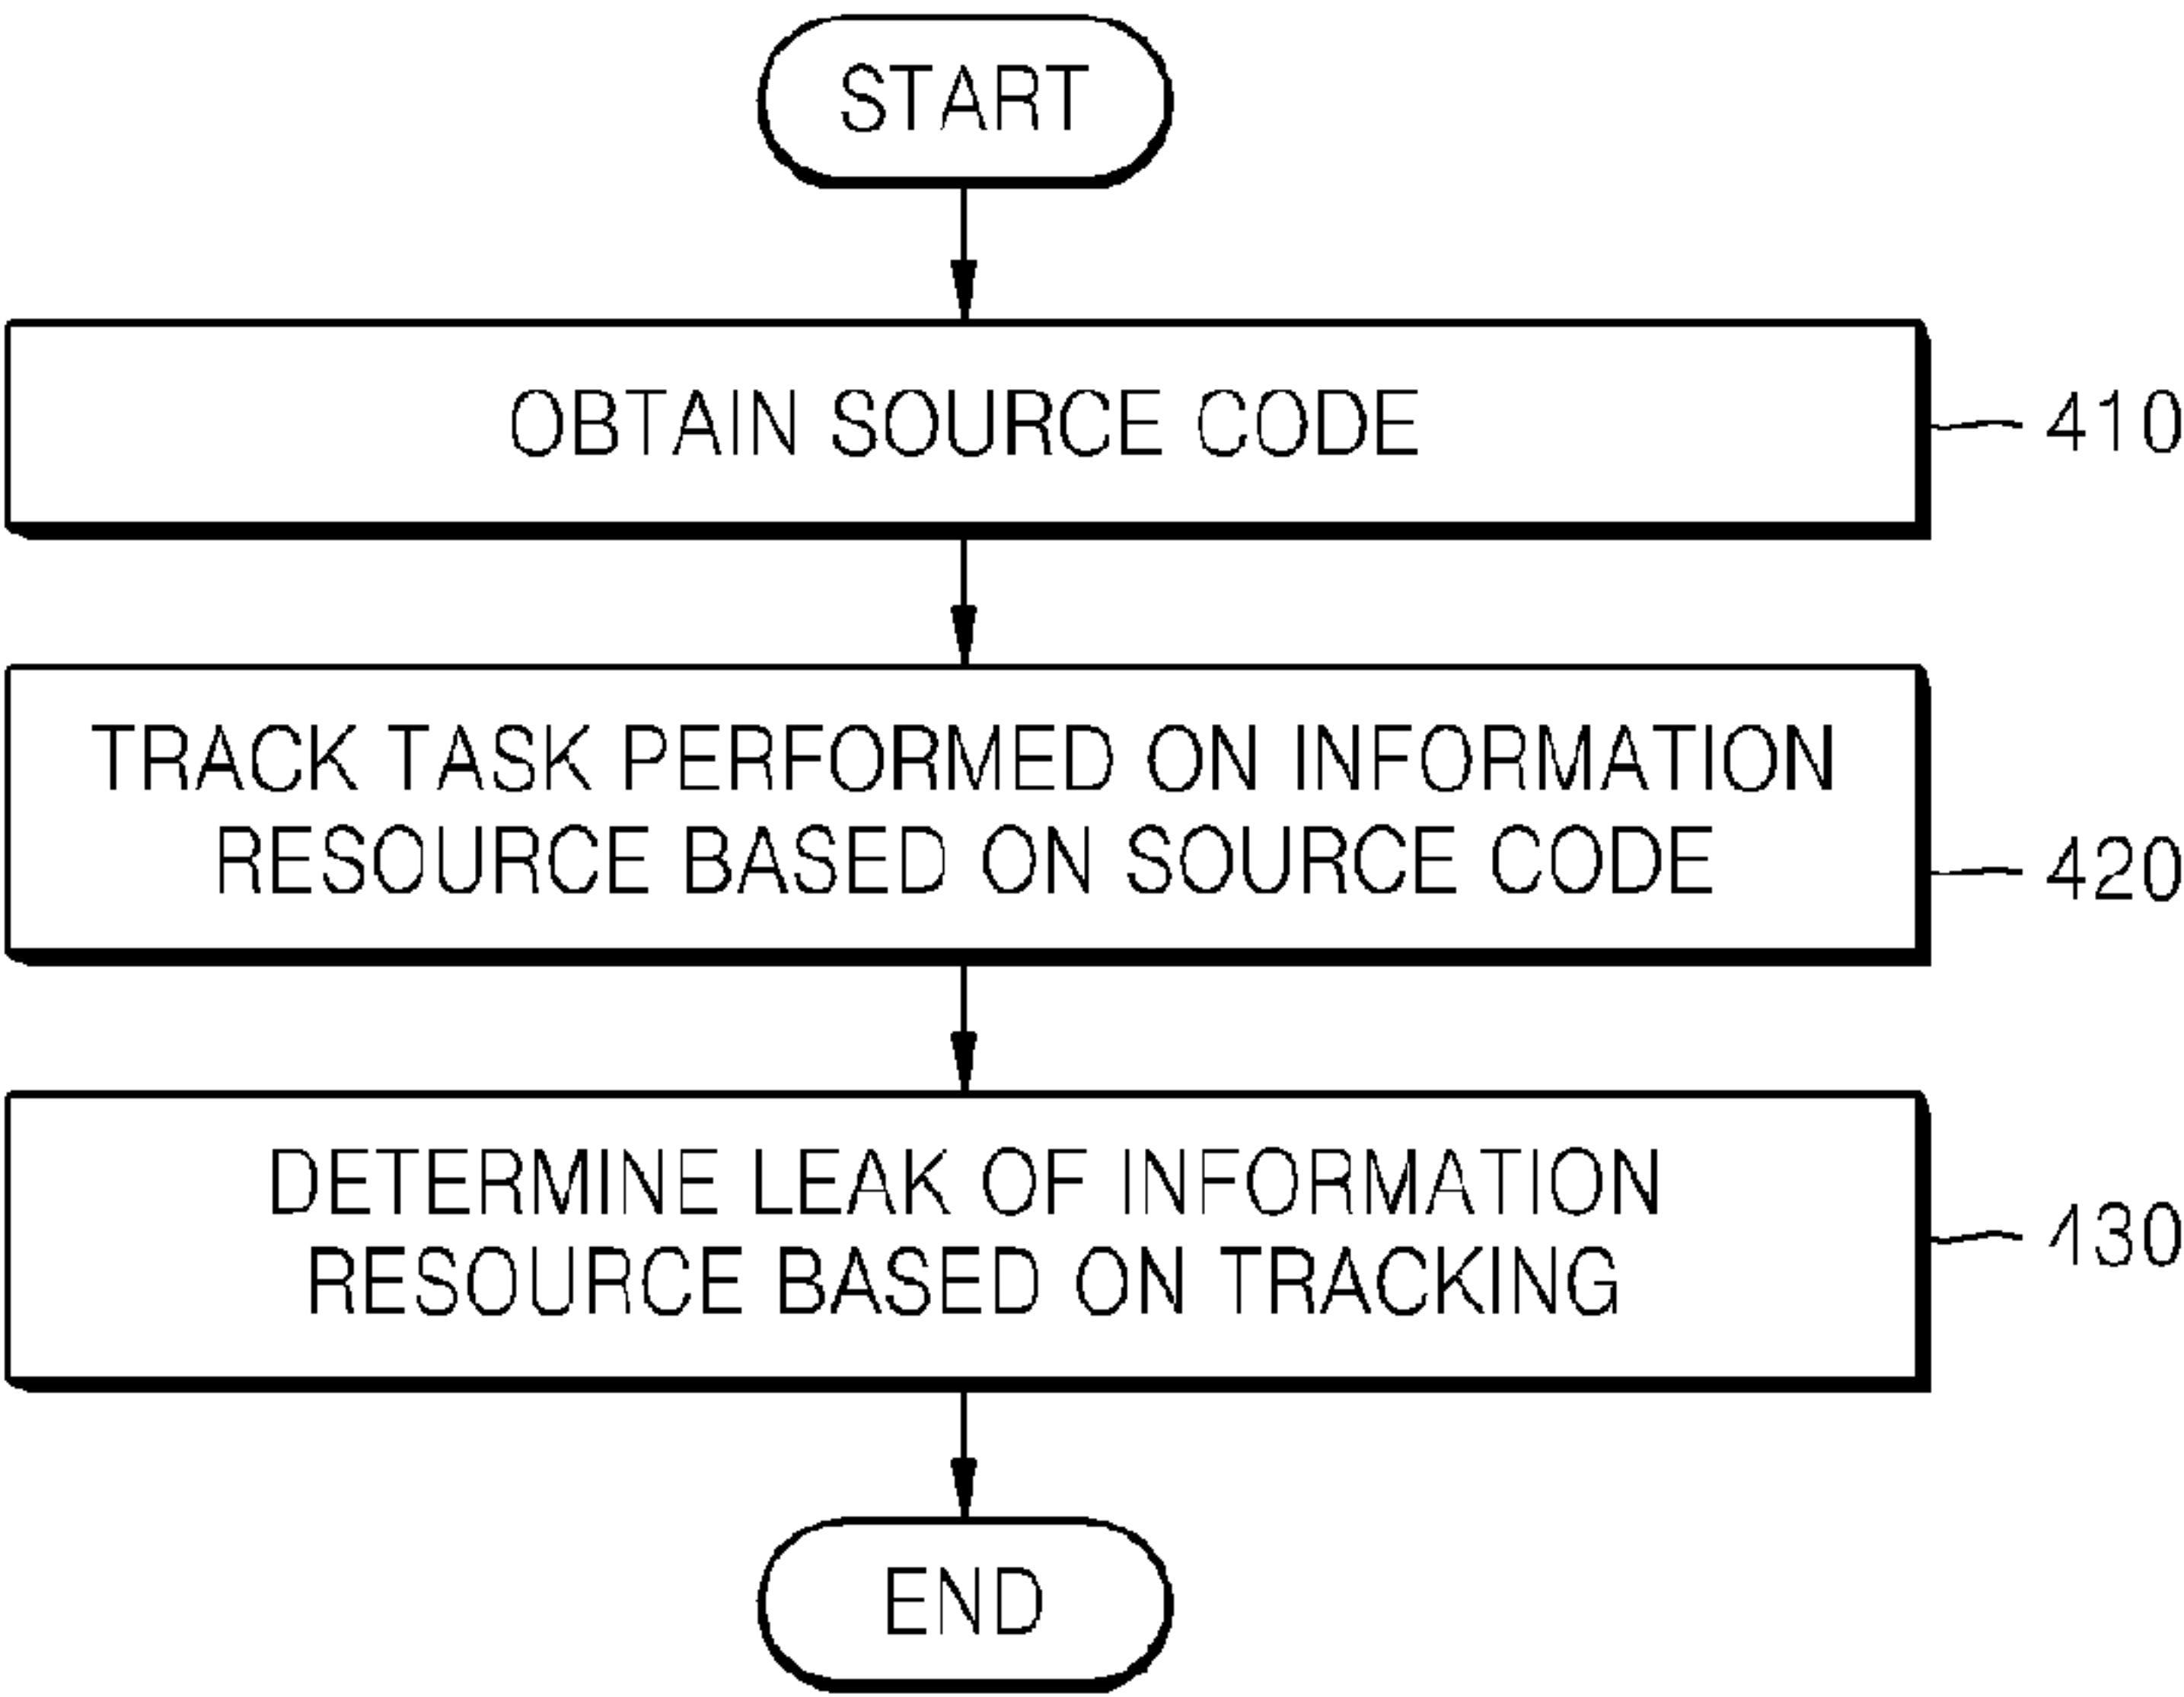 START
OBTAIN SOURCE CODE
410
TRACK TASK PERFORMED ON INFORMATION
RESOURCE BASED ON SOURCE CODE
420
DETERMINE LEAK OF INFORMATION
RESOURCE BASED ON TRACKING
130
END